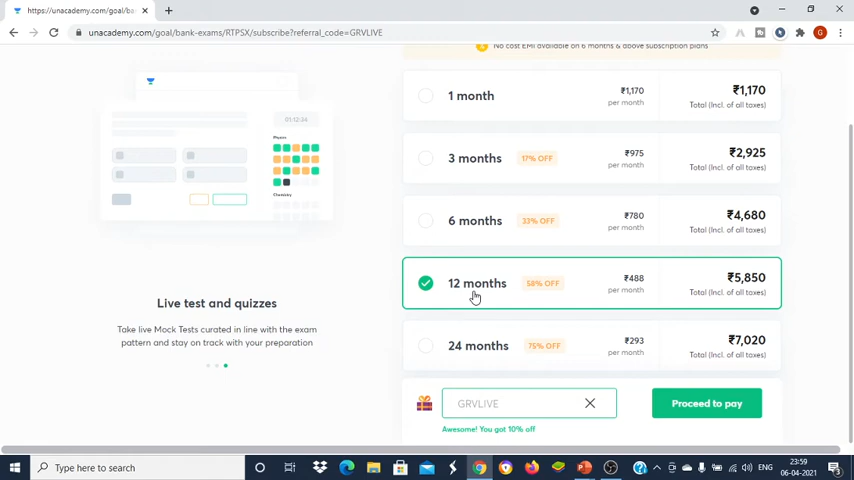 https://unacademy.com/goal/ba
unacademy.com/goal/bank-exams/RTPSX/subscribe?referral_code=GRVLIVE
G
No cost EMI available on 6 months & above subscription plans
01:12:34
Physics
Chemistry
Live test and quizzes
Take live Mock Tests curated in line with the exam
pattern and stay on track with your preparation
1 month
₹1,170
per month
₹1,170
Total (Incl. of all taxes)
3 months
17% OFF
₹975
per month
₹2,925
Total (Incl. of all taxes)
6 months
33% OFF
₹780
per month
₹4,680
Total (Incl. of all taxes)
12 months
58% OFF
₹488
per month
₹5,850
Total (Incl. of all taxes)
24 months
75% OFF
₹293
per month
₹7,020
Total (Incl. of all taxes)
GRVLIVE
Proceed to pay
Awesome! You got 10% off
Type here to search
ENG
23:59
06-04-2021
3